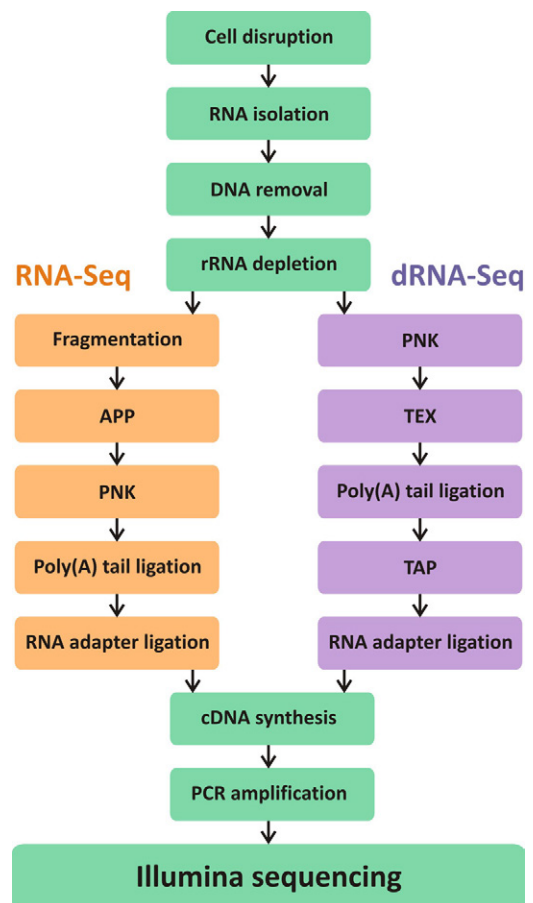 Cell disruption
RNA isolation
DNA removal
rRNA depletion
RNA-Seq
dRNA-Seq
Fragmentation
APP
PNK
Poly(A) tail ligation
RNA adapter ligation
PNK
TEX
Poly(A) tail ligation
TAP
RNA adapter ligation
cDNA synthesis
PCR amplification
Illumina sequencing